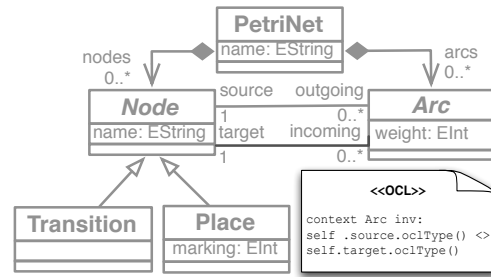 PetriNet
name: EString
nodes
0..*
arcs
0..*
source outgoing
1 0..*
Node
name: EString
target incoming
1 0..*
Arc
weight: EInt
Transition
Place
marking: EInt
<<OCL>>
context Arc inv:
self .source.oclType() <>
self.target.oclType()